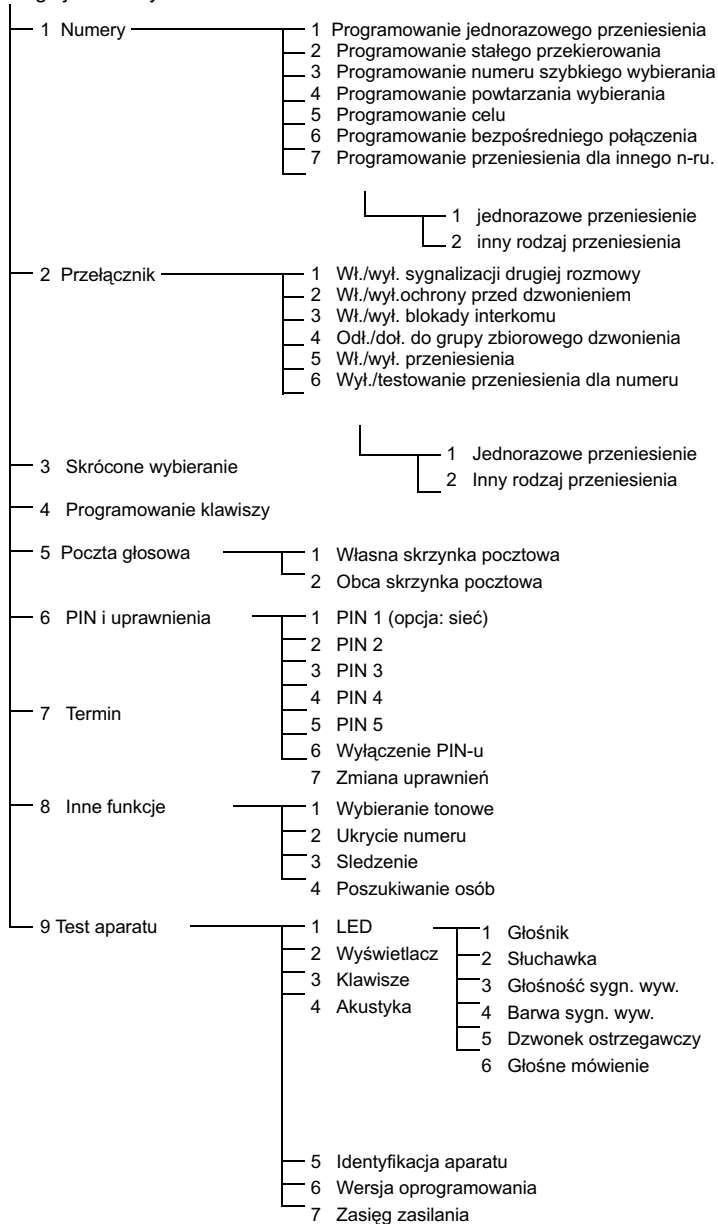 1 Numery
1 Programowanie jednorazowego przeniesienia
2 Programowanie stałego przekierowania
3 Programowanie numeru szybkiego wybierania
4 Programowanie powtarzania wybierania
5 Programowanie celu
6 Programowanie bezpośredniego połączenia
7 Programowanie przeniesienia dla innego n-ru.
1 jednorazowe przeniesienie
2 inny rodzaj przeniesienia
2 Przełącznik
1 Wł./wył. sygnalizacji drugiej rozmowy
2 Wł./wył.ochrony przed dzwonieniem
3 Wł./wył. blokady interkomu
4 Odł./doł. do grupy zbiorowego dzwonienia
5 Wł./wył. przeniesienia
6 Wył./testowanie przeniesienia dla numeru
1 Jednorazowe przeniesienie
2 Inny rodzaj przeniesienia
3 Skrócone wybieranie
4 Programowanie klawiszy
5 Poczta głosowa
1 Własna skrzynka pocztowa
2 Obca skrzynka pocztowa
6 PIN i uprawnienia
1 PIN 1 (opcja: sieć)
2 PIN 2
3 PIN 3
4 PIN 4
5 PIN 5
6 Wyłączenie PIN-u
7 Zmiana uprawnień
7 Termin
8 Inne funkcje
1 Wybieranie tonowe
2 Ukrycie numeru
3 Sledzenie
4 Poszukiwanie osób
9 Test aparatu
1 LED
2 Wyświetlacz
3 Klawisze
4 Akustyka
1 Głośnik
2 Słuchawka
3 Głośność sygn. wyw.
4 Barwa sygn. wyw.
5 Dzwonek ostrzegawczy
6 Głośne mówienie
5 Identyfikacja aparatu
6 Wersja oprogramowania
7 Zasięg zasilania